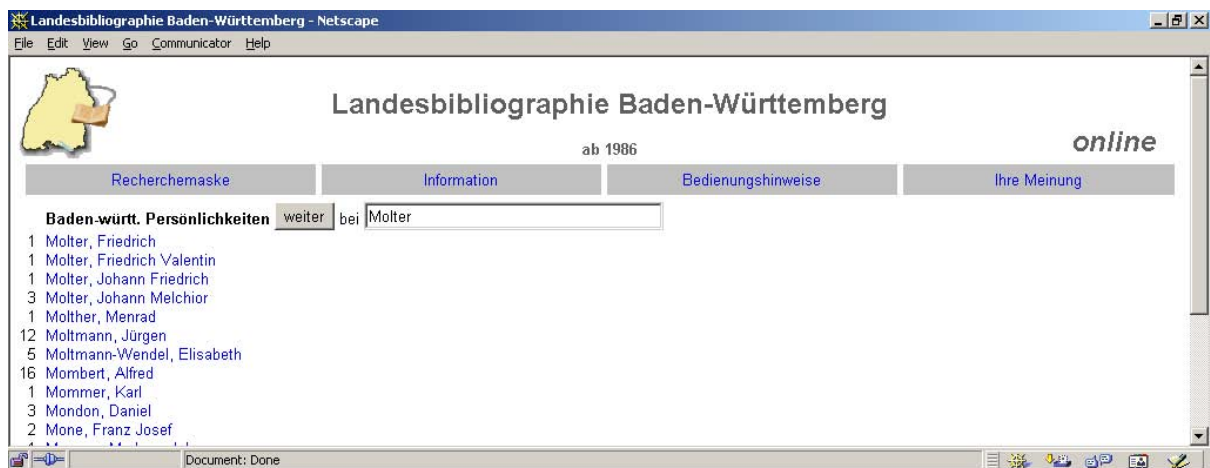 Landesbibliographie Baden-Württemberg - Netscape
File Edit View Go Communicator Help
Landesbibliographie Baden-Württemberg
ab 1986
online
Recherchemaske Information Bedienungshinweise Ihre Meinung
Baden-württ. Persönlichkeiten weiter bei Molter
1 Molter, Friedrich
1 Molter, Friedrich Valentin
1 Molter, Johann Friedrich
3 Molter, Johann Melchior
1 Molther, Menrad
12 Moltmann, Jürgen
5 Moltmann-Wendel, Elisabeth
16 Mombert, Alfred
1 Mommer, Karl
3 Mondon, Daniel
2 Mone, Franz Josef
Document: Done